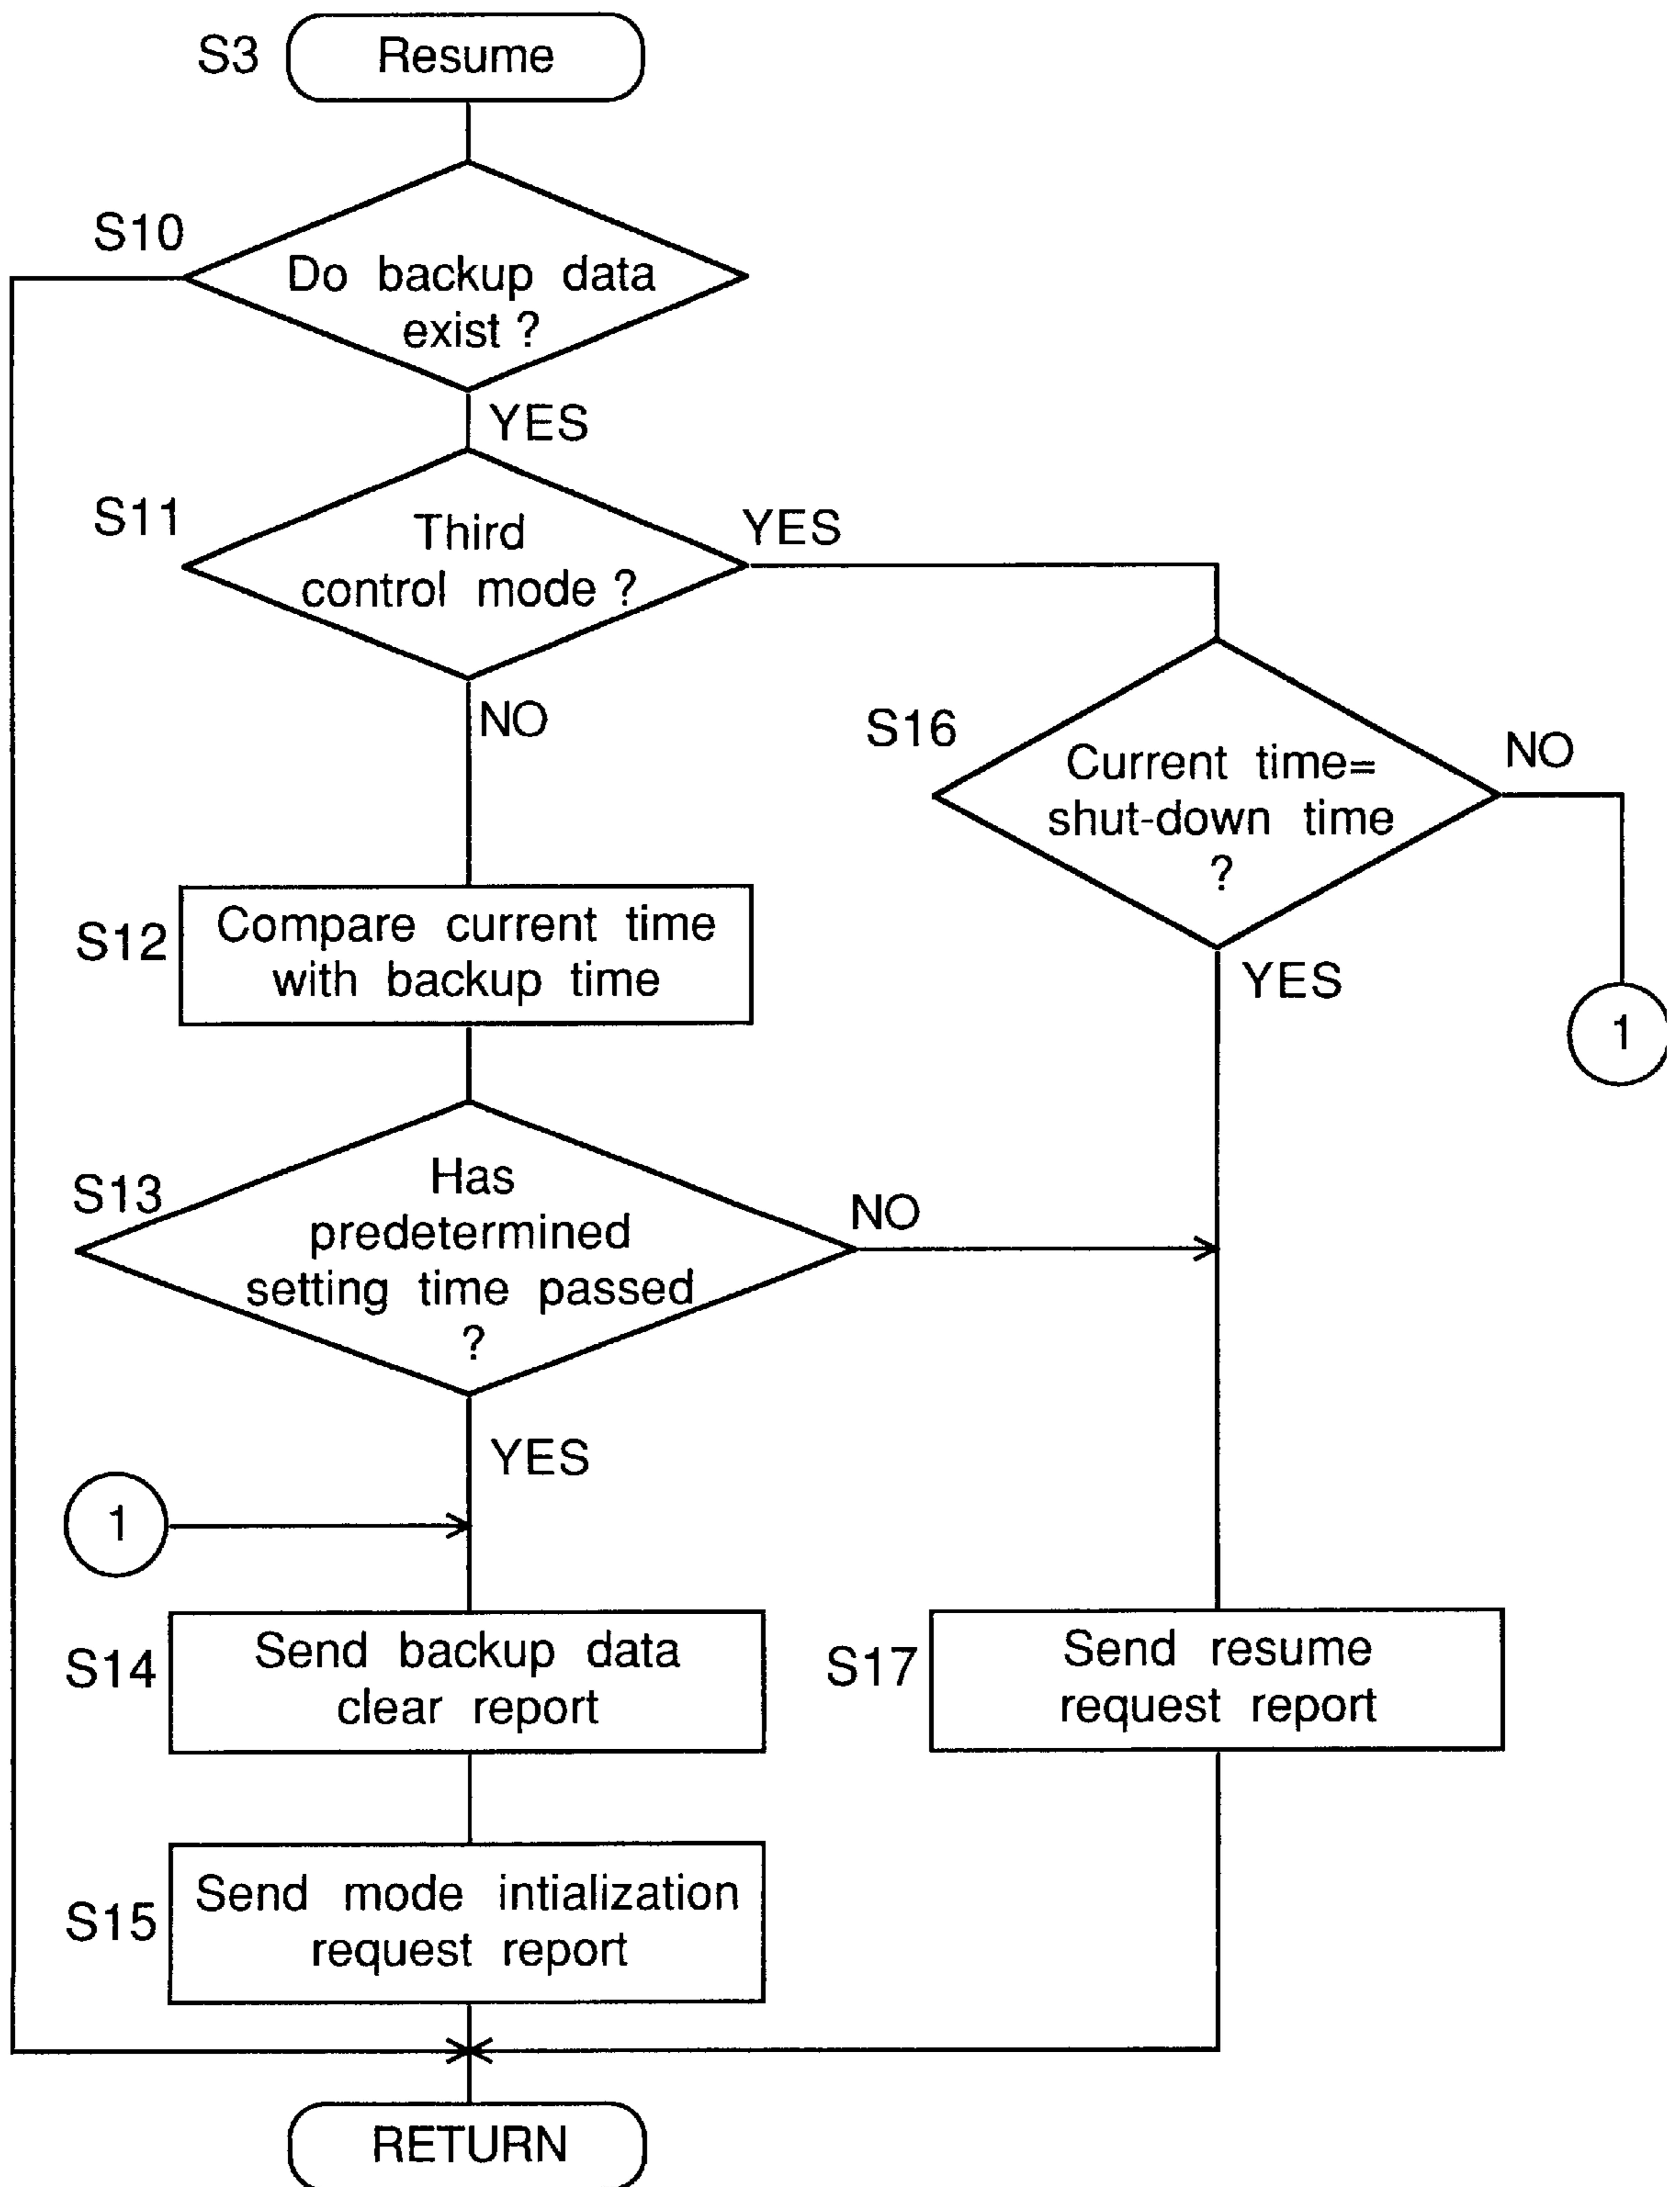 S3
Resume
S10
Do backup data
exist ?
YES
S11
Third
control mode ?
YES
NO
S16
Current time=
shut-down time
?
NO
YES
1
S12
Compare current time
with backup time
S13
Has
predetermined
setting time passed
?
NO
YES
1
S14
Send backup data
clear report
S17
Send resume
request report
S15
Send mode intialization
request report
RETURN